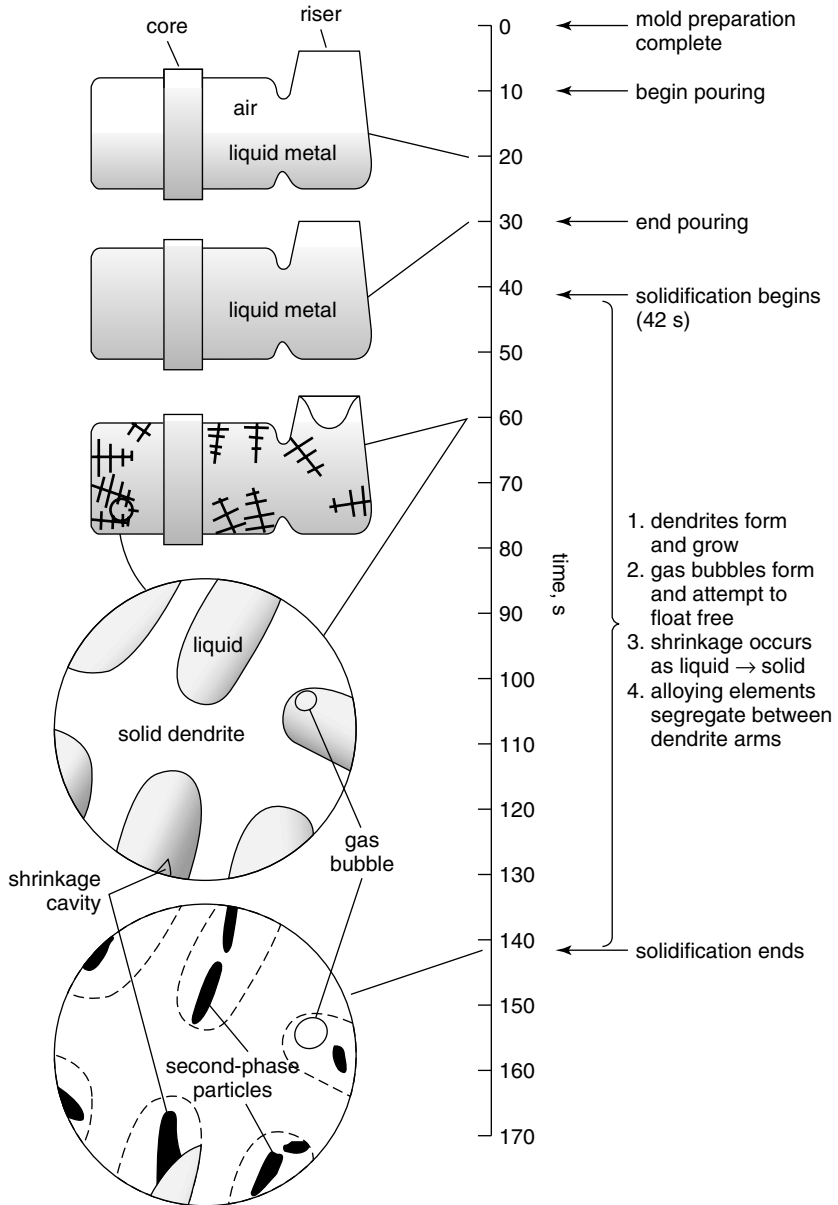 riser
core
air
liquid metal
liquid metal
liquid
solid dendrite
gas
bubble
shrinkage
cavity
second-phase
particles
0
10
20
30
40
50
60
70
80
90
100
110
120
130
140
150
160
170
time, s
mold preparation
complete
begin pouring
end pouring
solidification begins
(42 s)
1. dendrites form
and grow
2. gas bubbles form
and attempt to
float free
3. shrinkage occurs
as liquid → solid
4. alloying elements
segregate between
dendrite arms
solidification ends